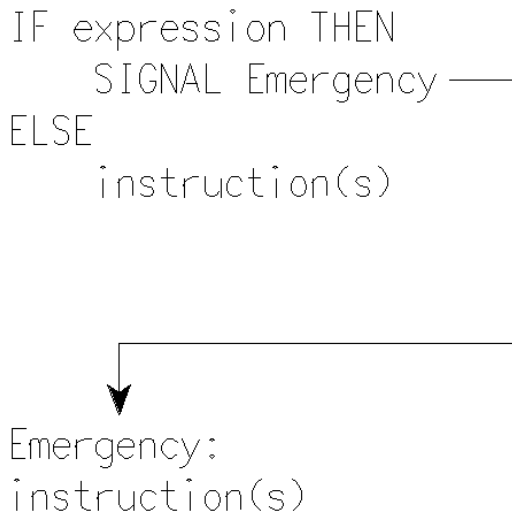 IF expression THEN
SIGNAL Emergency
ELSE
instruction(s)
Emergency:
instruction(s)